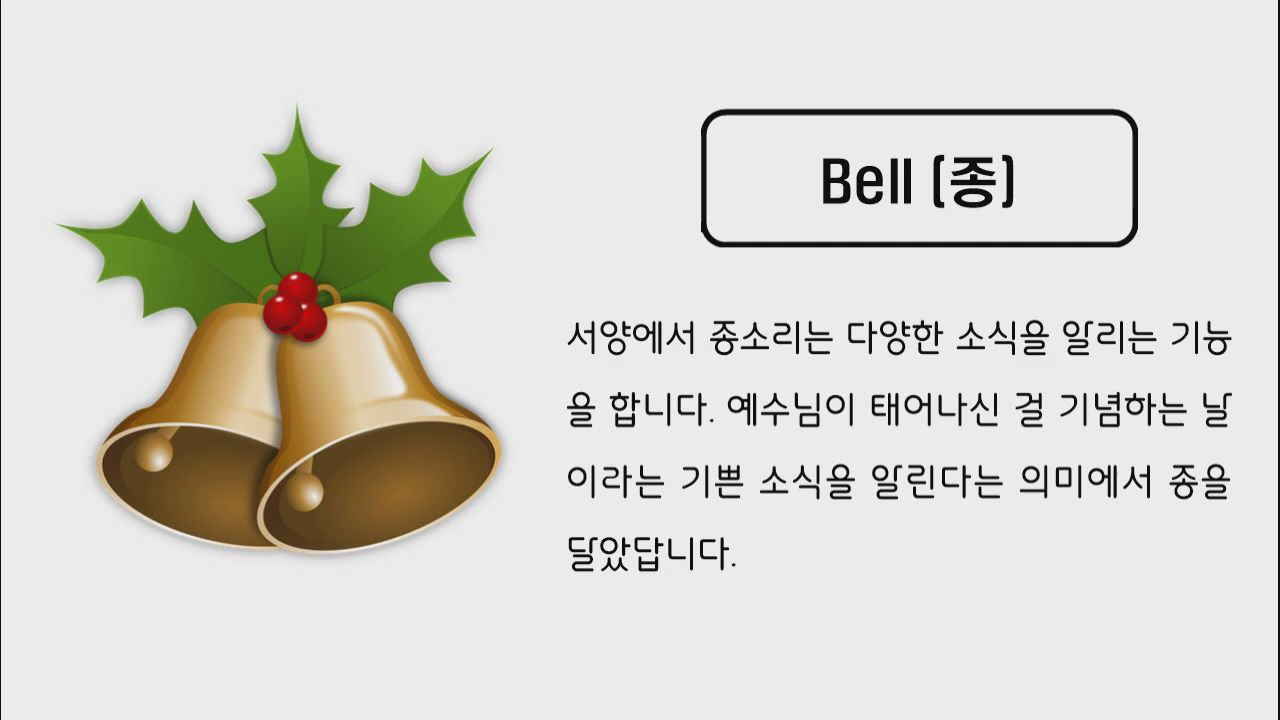 Bell (종)
서양에서 종소리는 다양한 소식을 알리는 기능
을 합니다. 예수님이 태어나신 걸 기념하는 날
이라는 기쁜 소식을 알린다는 의미에서 종을
달았답니다.